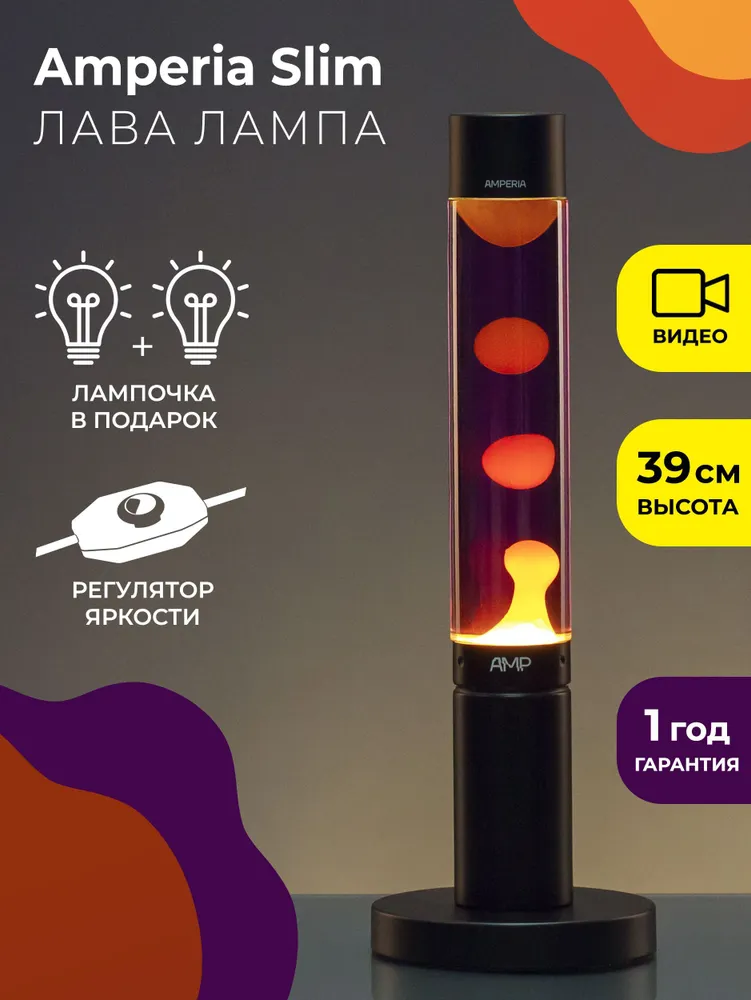 Amperia Slim
ЛАВА ЛАМПА
AMPERIA
ЛАМПОЧКА
В ПОДАРОК
РЕГУЛЯТОР
ЯРКОСТИ
ВИДЕО
39 СМ
ВЫСОТА
AMP
1 ГОД
ГАРАНТИЯ